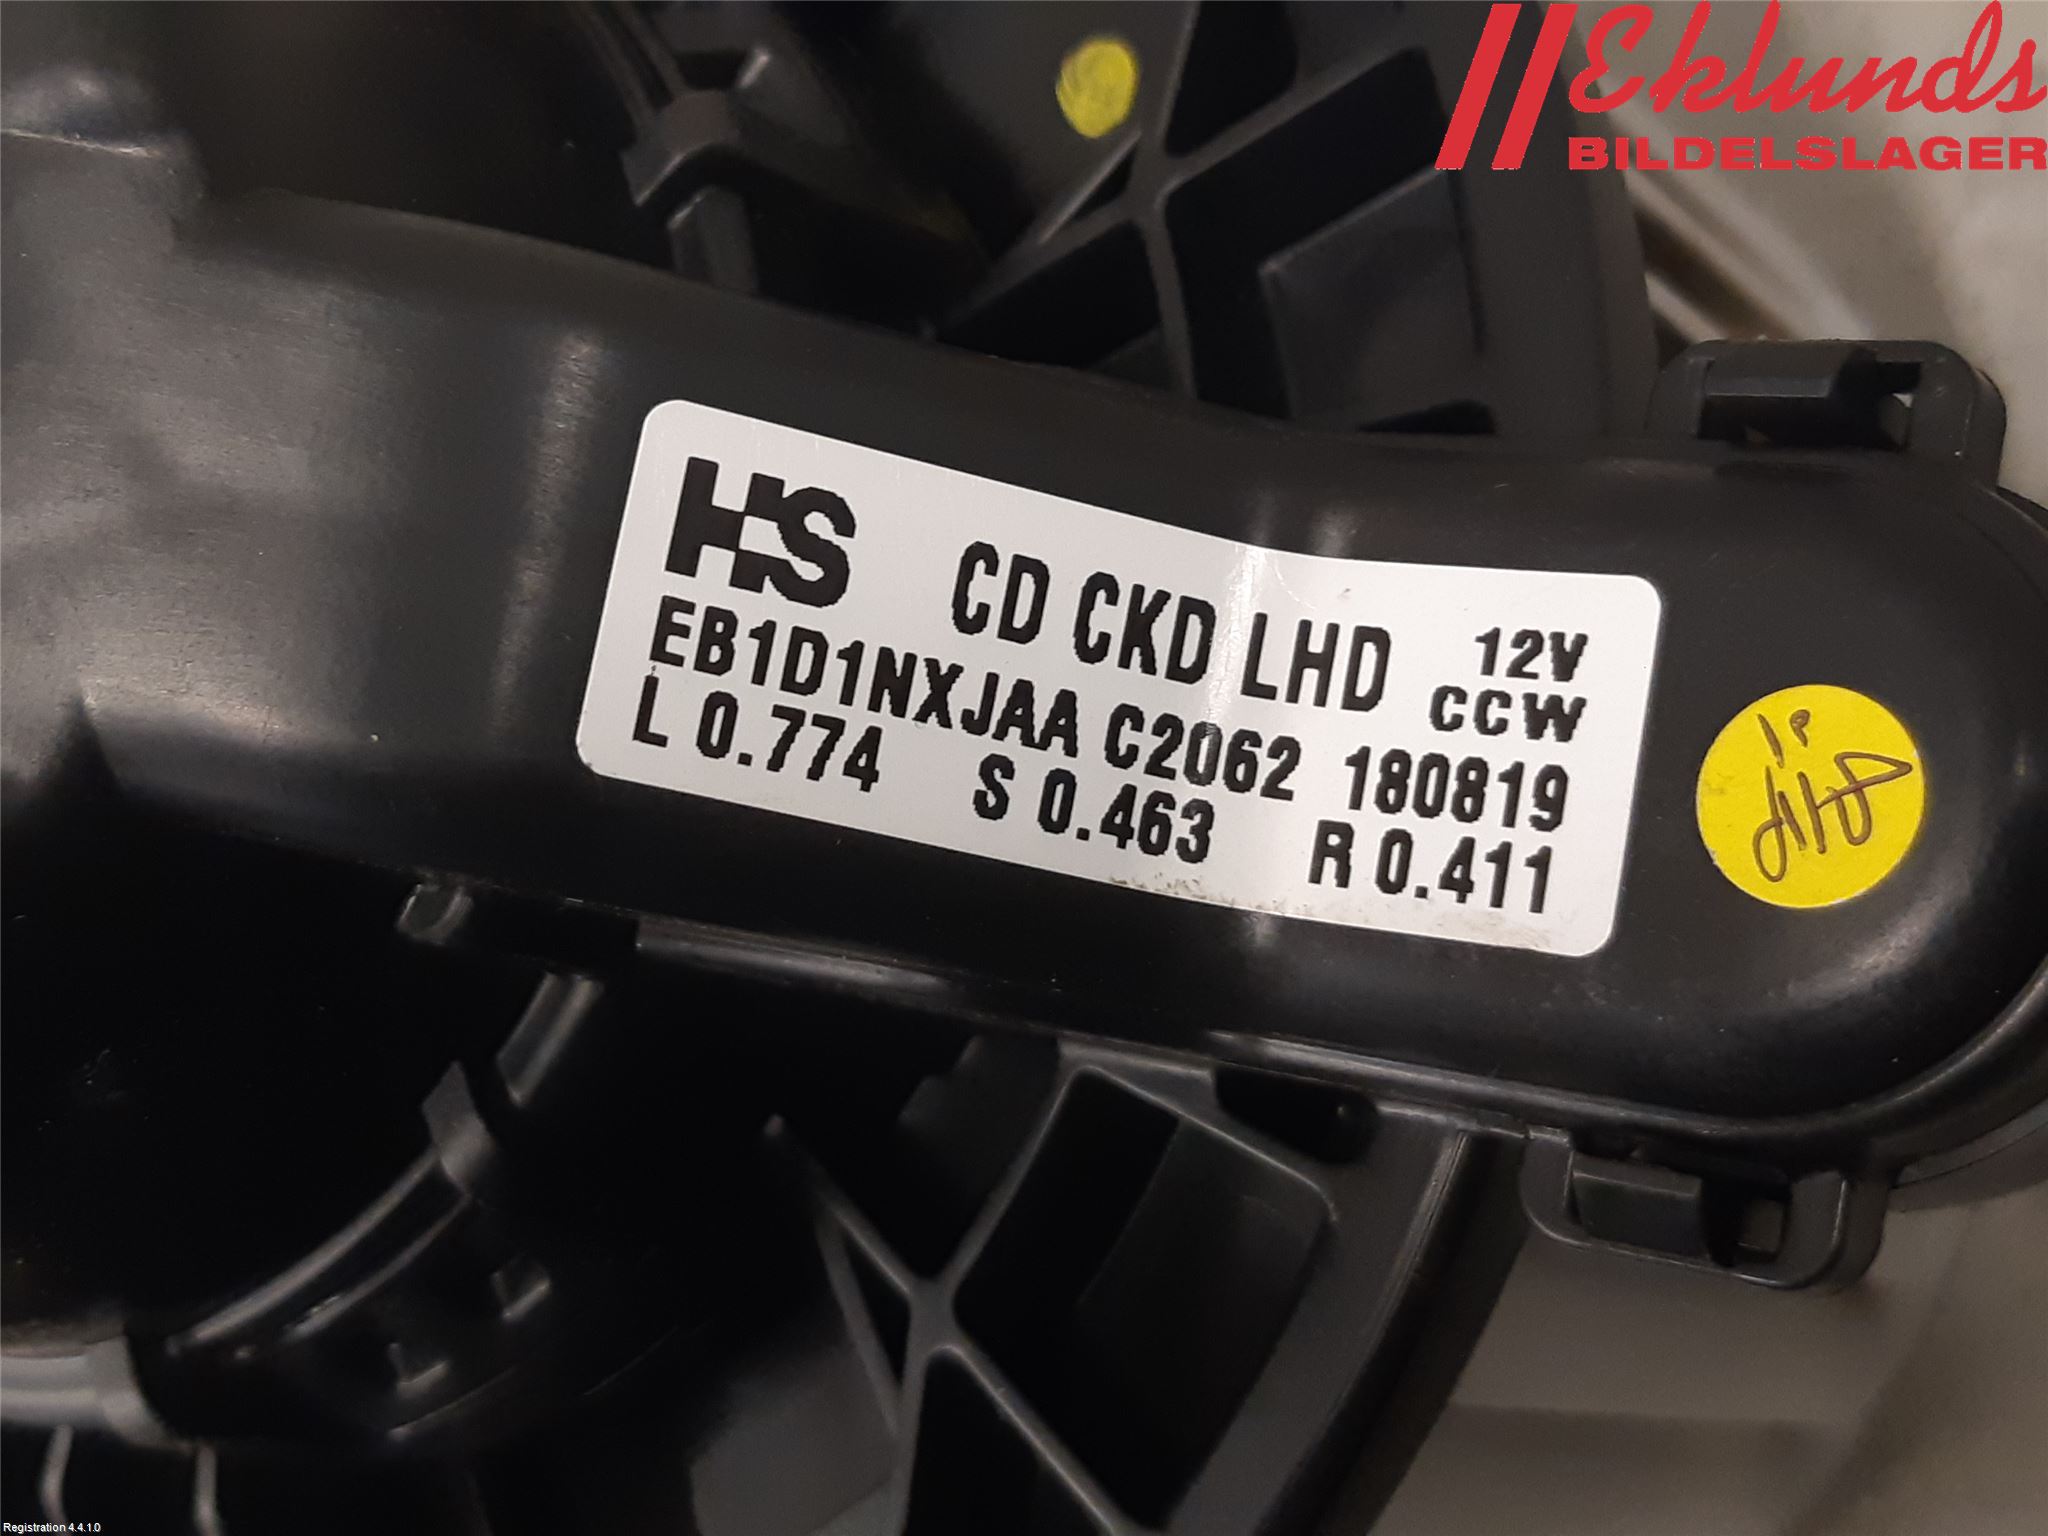 Eklunds
BILDELSLAGER
HS CD CKD LHD 12V
CCW
EB1D1NXJAA C2062 180819
L 0.774 S 0.463 R 0.411
Registration 4.4.1.0